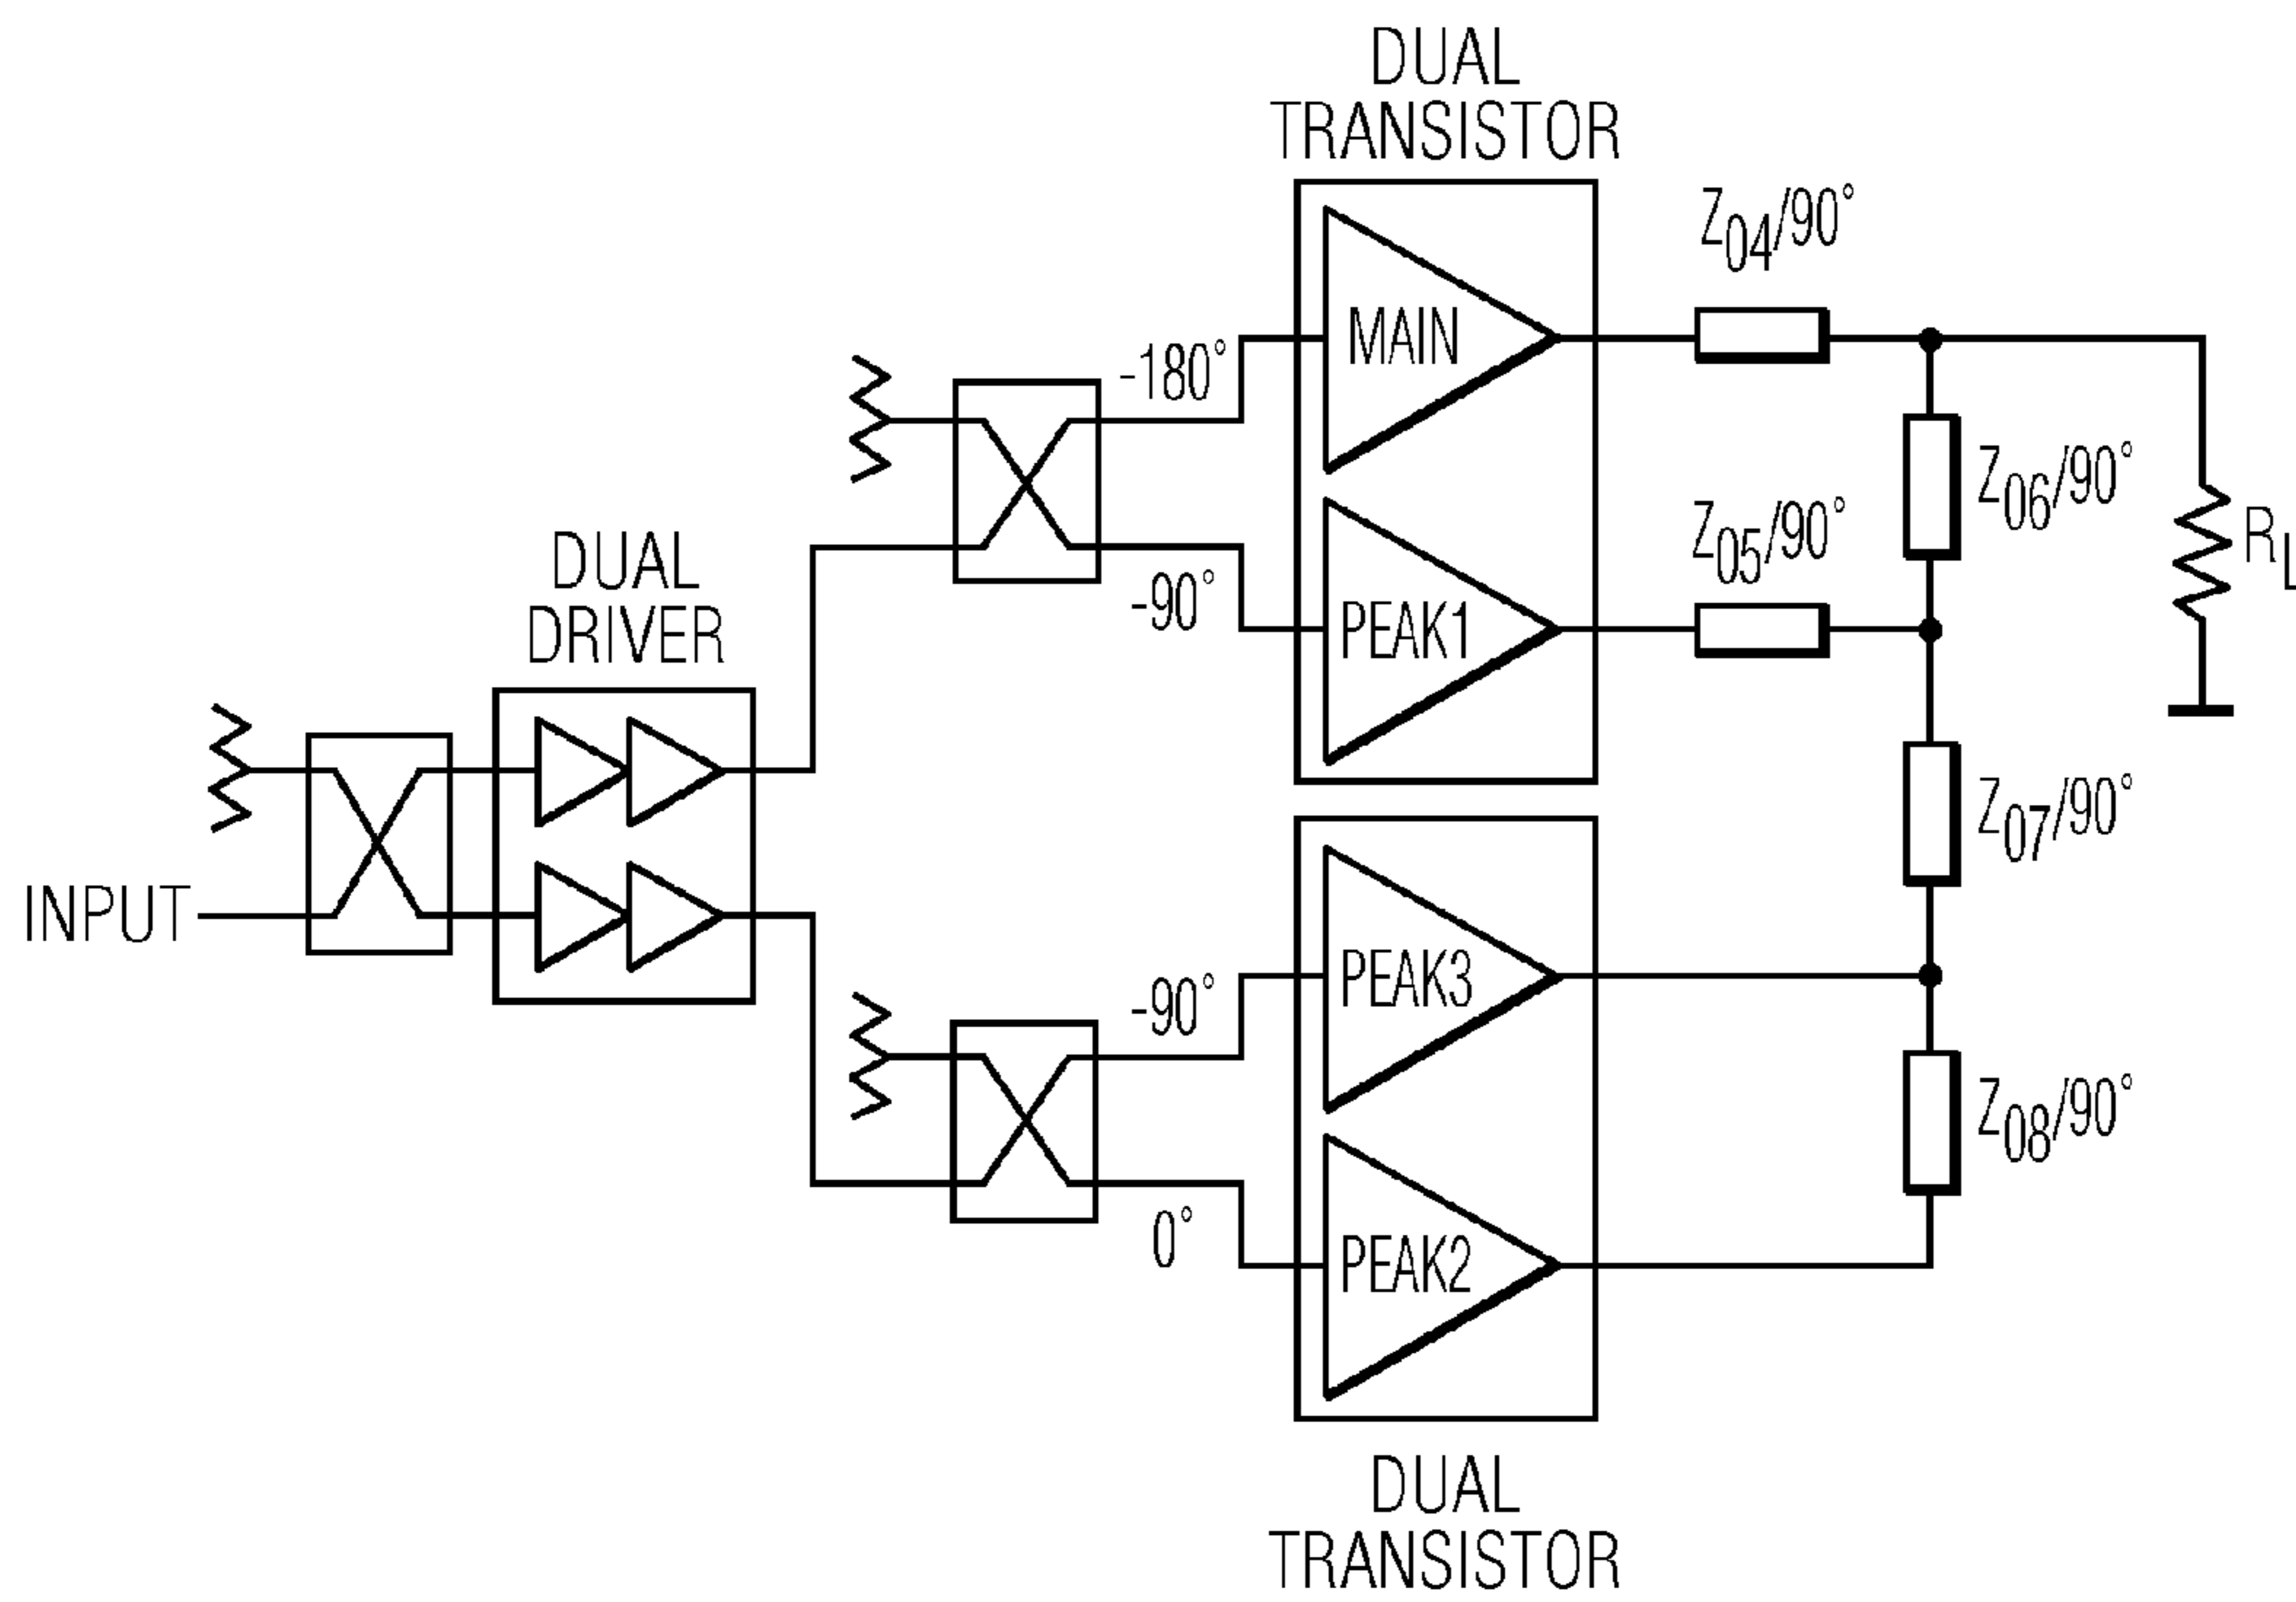 DUAL
TRANSISTOR
Z04/90°
-180°
MAIN
Z06/90°
Z05/90°
RL
DUAL
DRIVER
-90°
PEAK1
Z07/90°
INPUT
-90°
PEAK3
Z08/90°
0°
PEAK2
DUAL
TRANSISTOR